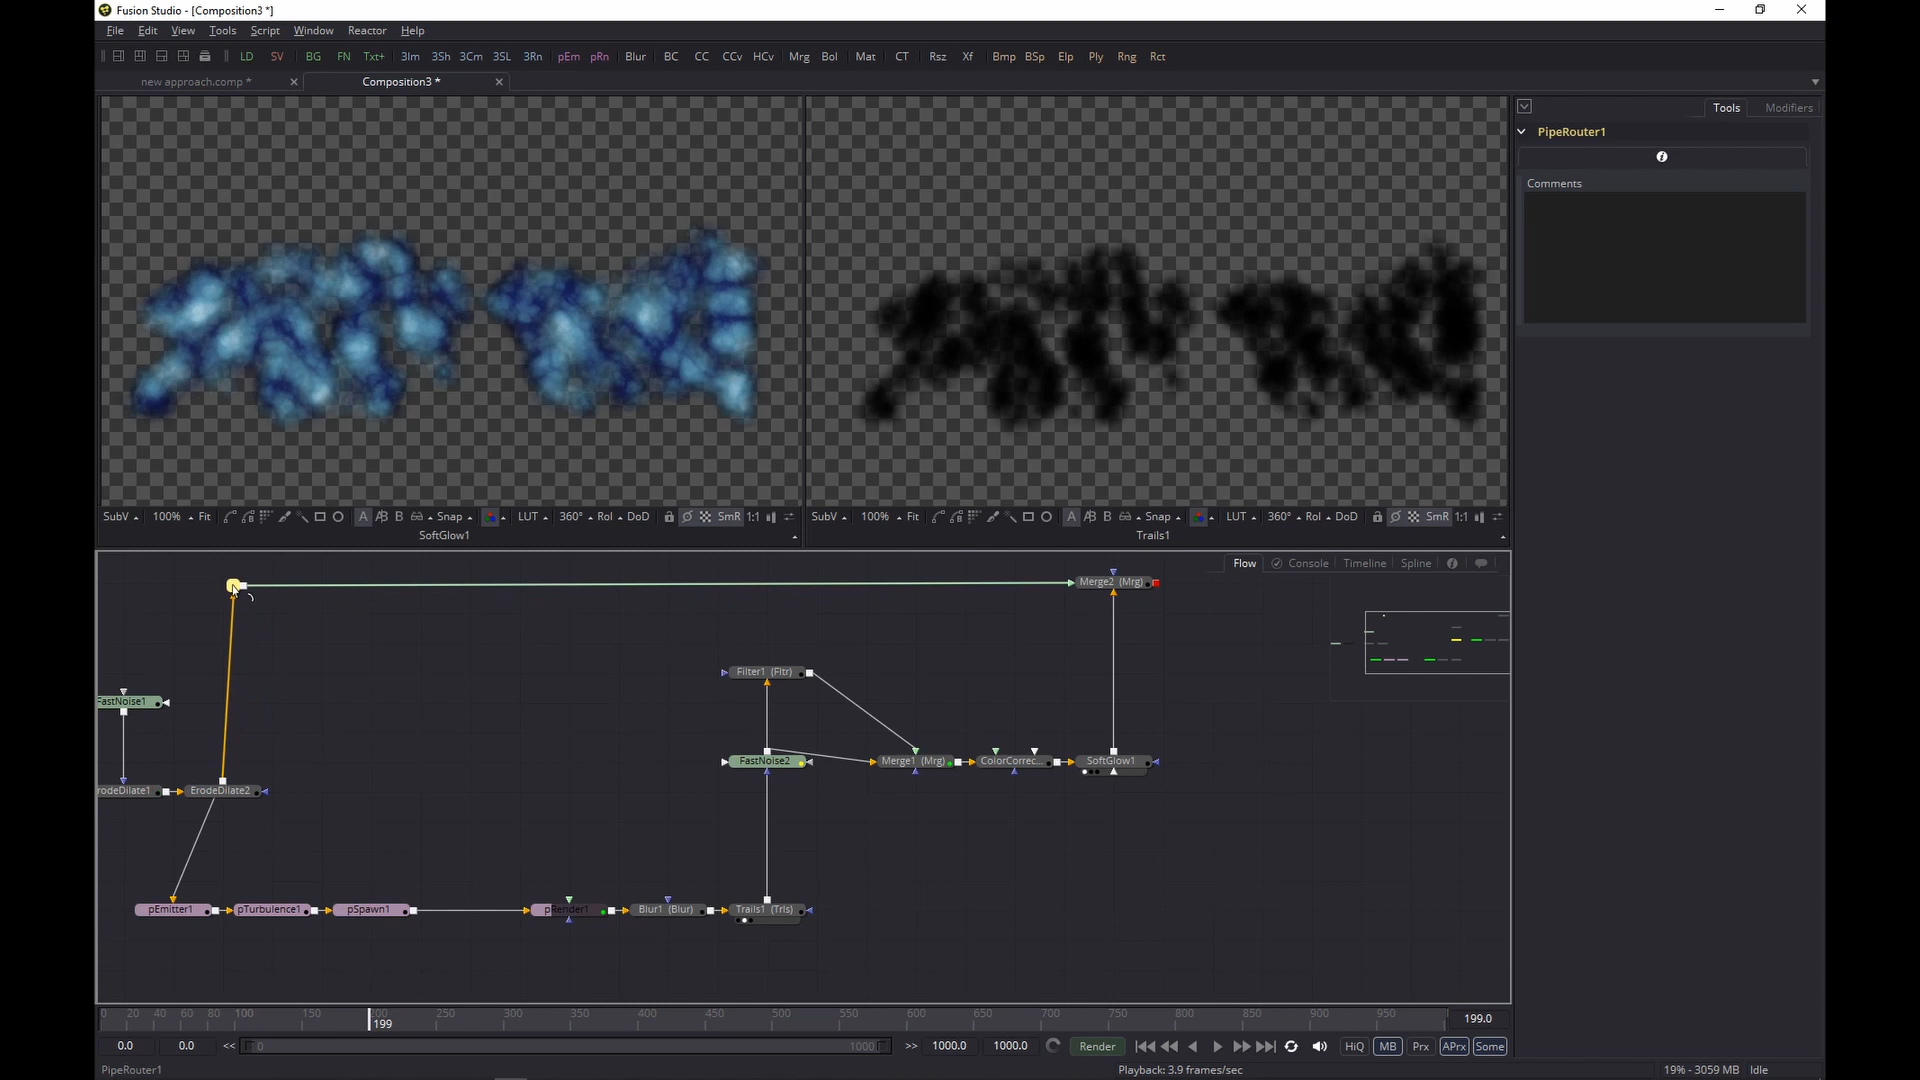 Fusion Studio - [Composition3 *]
File Edit View Tools Script Window Reactor Help
LD SV BG FN Txt+ 3Im 3Sh 3Cm 3SL 3Rn pEm pRn Blur BC CC CCv HCv Mrg Bol Mat CT Rsz Xf Bmp BSp Elp Ply Rng Rct
new approach.comp * Composition3 *
Tools Modifiers
PipeRouter1
Comments
SubV 100% Fit A B Snap LUT 360° RoI DoD SmR 1:1
SubV 100% Fit A B Snap LUT 360° RoI DoD SmR 1:1
SoftGlow1 Trails1
Flow Console Timeline Spline
Merge2 (Mrg)
Filter1 (Fltr)
FastNoise1
FastNoise2 Merge1 (Mrg) ColorCorrec... SoftGlow1
rodeDilate1 ErodeDilate2
pEmitter1 pTurbulence1 pSpawn1 pRender1 Blur1 (Blur) Trails1 (Trls)
0 20 40 60 80 100 150 200 250 300 350 400 450 500 550 600 650 700 750 800 850 900 950
199 199.0
0.0 0.0 << 0 1000 >> 1000.0 1000.0 Render HiQ MB Prx APrx Some
PipeRouter1 Playback: 3.9 frames/sec 19% - 3059 MB Idle